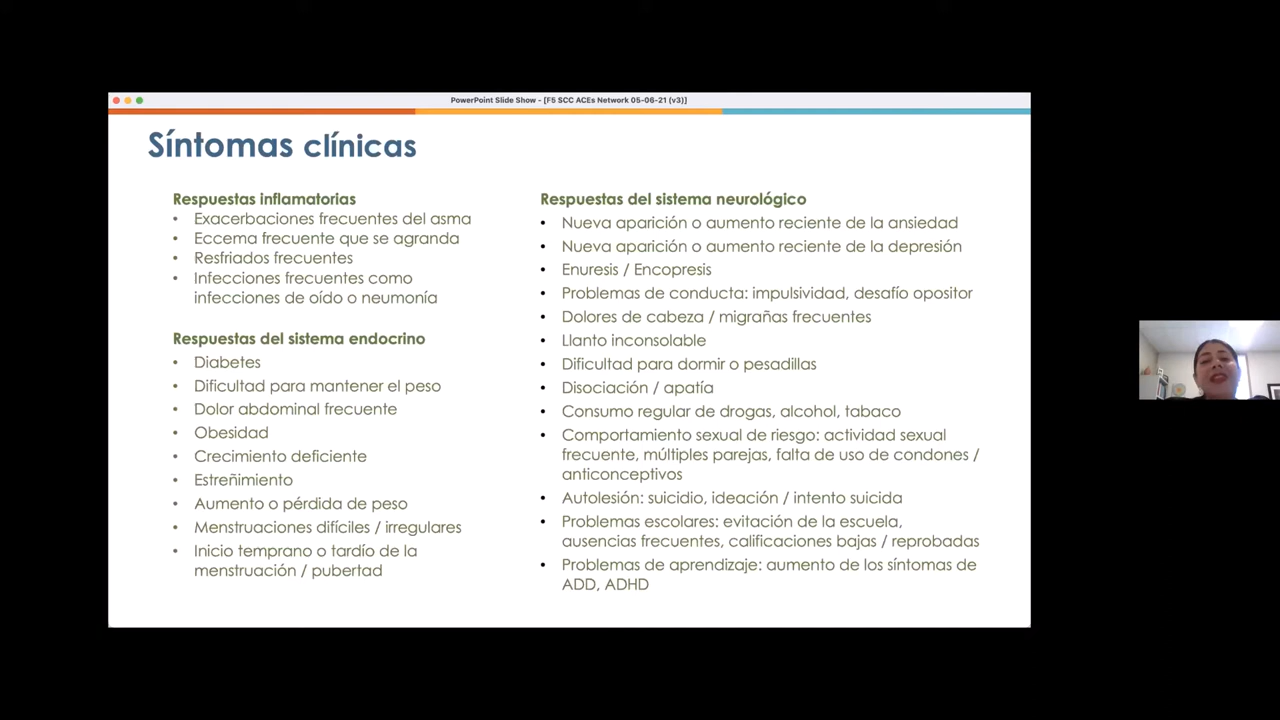 PowerPoint Slide Show - [F5 SCC ACEs Network 05-06-21 (v3)]
Síntomas clínicas
Respuestas inflamatorias
• Exacerbaciones frecuentes del asma
• Eccema frecuente que se agranda
• Resfriados frecuentes
• Infecciones frecuentes como
infecciones de oído o neumonía
Respuestas del sistema endocrino
• Diabetes
• Dificultad para mantener el peso
• Dolor abdominal frecuente
• Obesidad
• Crecimiento deficiente
• Estreñimiento
• Aumento o pérdida de peso
• Menstruaciones difíciles / irregulares
• Inicio temprano o tardío de la
menstruación / pubertad
Respuestas del sistema neurológico
• Nueva aparición o aumento reciente de la ansiedad
• Nueva aparición o aumento reciente de la depresión
• Enuresis / Encopresis
• Problemas de conducta: impulsividad, desafío opositor
• Dolores de cabeza / migrañas frecuentes
• Llanto inconsolable
• Dificultad para dormir o pesadillas
• Disociación / apatía
• Consumo regular de drogas, alcohol, tabaco
• Comportamiento sexual de riesgo: actividad sexual
frecuente, múltiples parejas, falta de uso de condones /
anticonceptivos
• Autolesión: suicidio, ideación / intento suicida
• Problemas escolares: evitación de la escuela,
ausencias frecuentes, calificaciones bajas / reprobadas
• Problemas de aprendizaje: aumento de los síntomas de
ADD, ADHD